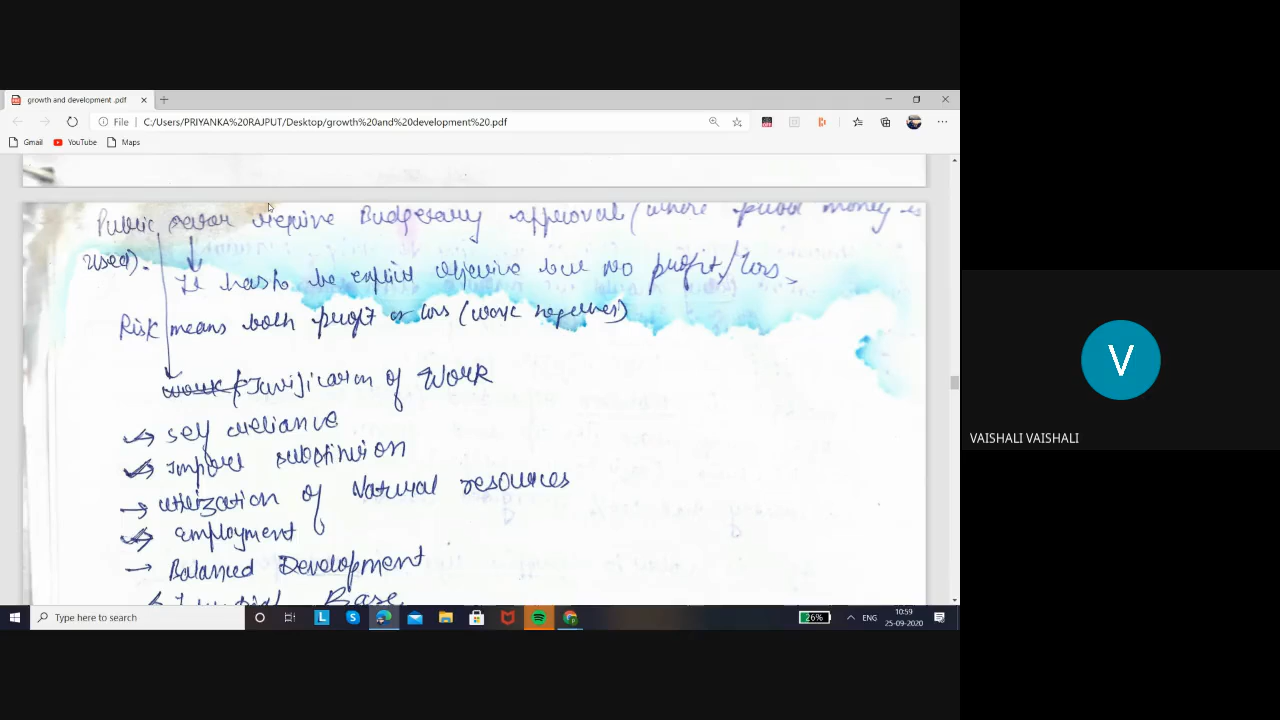 growth and development .pdf
File C:/Users/PRIYANKA%20RAJPUT/Desktop/growth%20and%20development%20.pdf
Gmail YouTube Maps
Public sector require Budgetary approval (where money is
used).
It has to be explicit objective but no profit/loss
Risk means both profit or loss (work together)
of Work
Self reliance
Import
utilization of Natural resources
Employment
Balanced Development
Base
VAISHALI VAISHALI
V
Type here to search
26%
ENG
10:59
25-09-2020